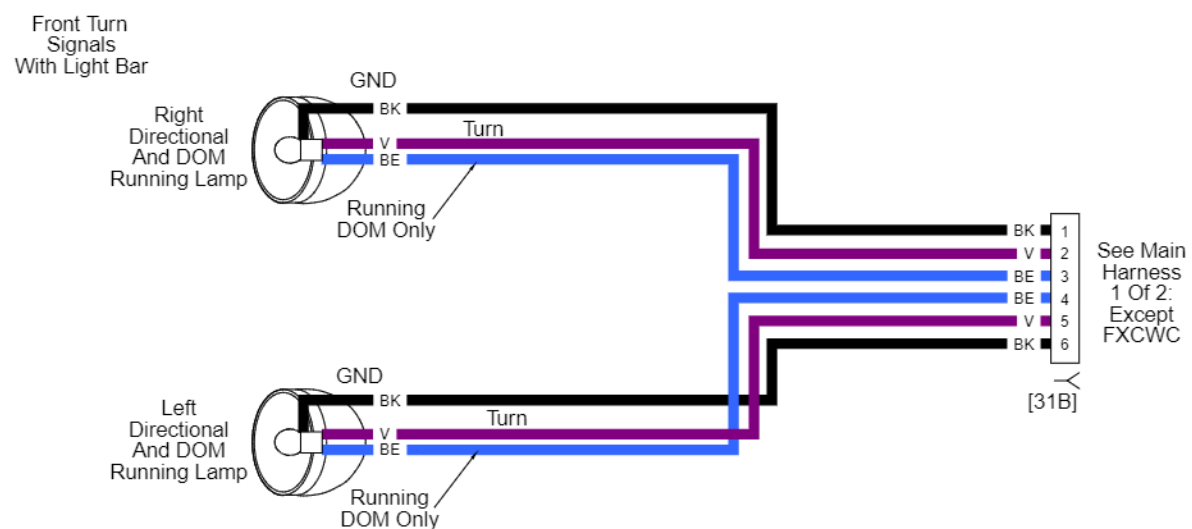 Front Turn
Signals
With Light Bar
Right
Directional
And DOM
Running Lamp
GND
BK
V
Turn
BE
Running
DOM Only
BK 1
V 2
BE 3
BE 4
V 5
BK 6
See Main
Harness
1 Of 2:
Except
FXCWC
[31B]
Left
Directional
And DOM
Running Lamp
GND
BK
V
Turn
BE
Running
DOM Only